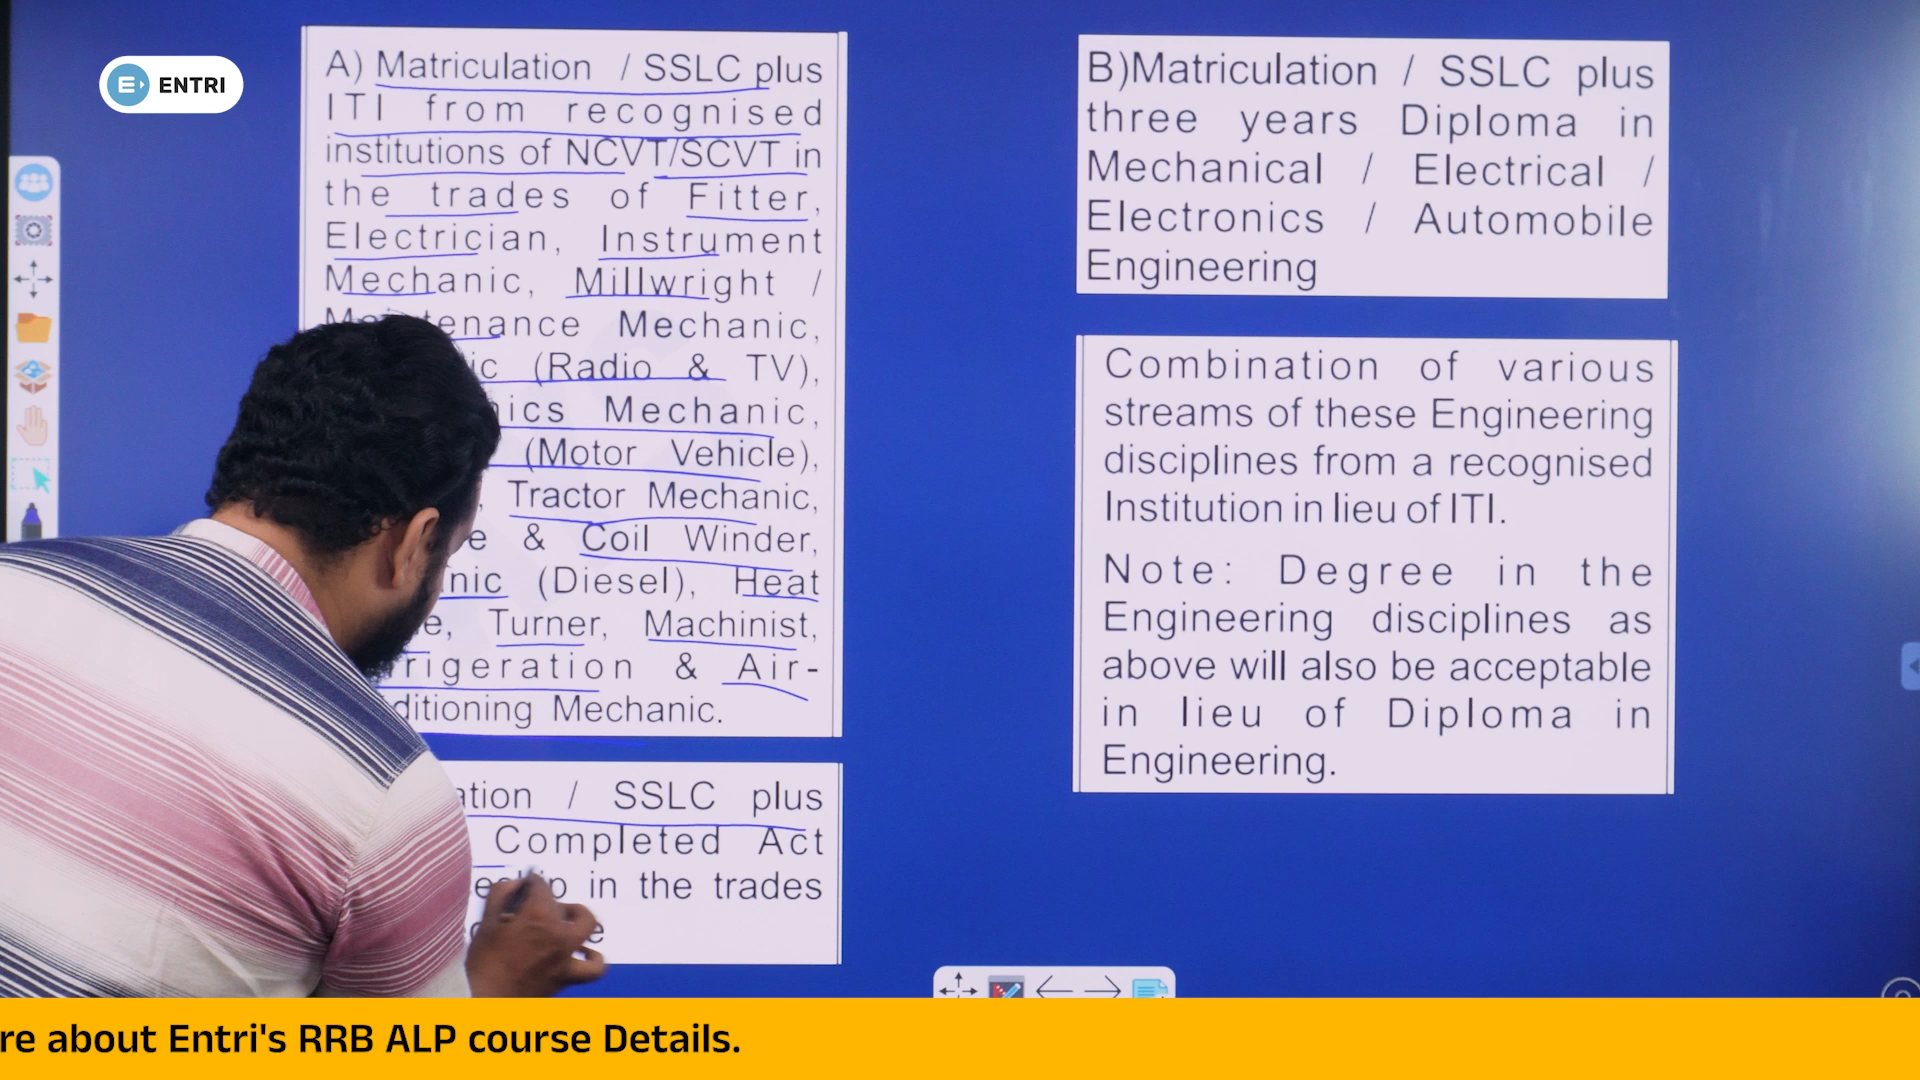 ENTRI
A) Matriculation / SSLC plus
ITI from recognised
institutions of NCVT/SCVT in
the trades of Fitter,
Electrician, Instrument
Mechanic, Millwright /
Mechanic,
(Radio & TV),
Mechanic,
(Motor Vehicle),
Tractor Mechanic,
& Coil Winder,
(Diesel), Heat
Turner, Machinist,
& Air-
Mechanic.
/ SSLC plus
Completed Act
in the trades
B)Matriculation / SSLC plus
three years Diploma in
Mechanical / Electrical /
Electronics / Automobile
Engineering
Combination of various
streams of these Engineering
disciplines from a recognised
Institution in lieu of ITI.
Note: Degree in the
Engineering disciplines as
above will also be acceptable
in lieu of Diploma in
Engineering.
re about Entri's RRB ALP course Details.